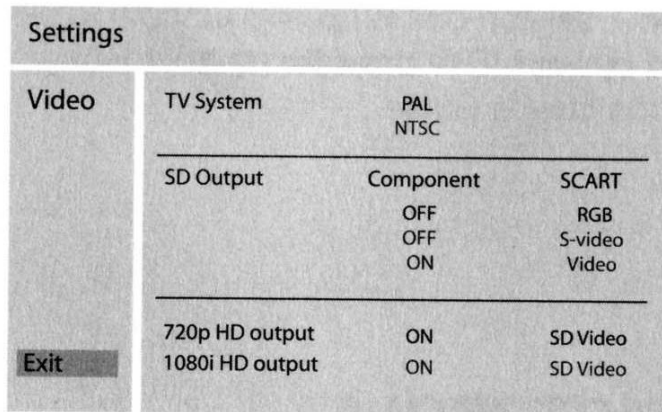 Settings
Video
TV System PAL
NTSC
SD Output Component SCART
OFF RGB
OFF S-video
ON Video
720p HD output ON SD Video
1080i HD output ON SD Video
Exit